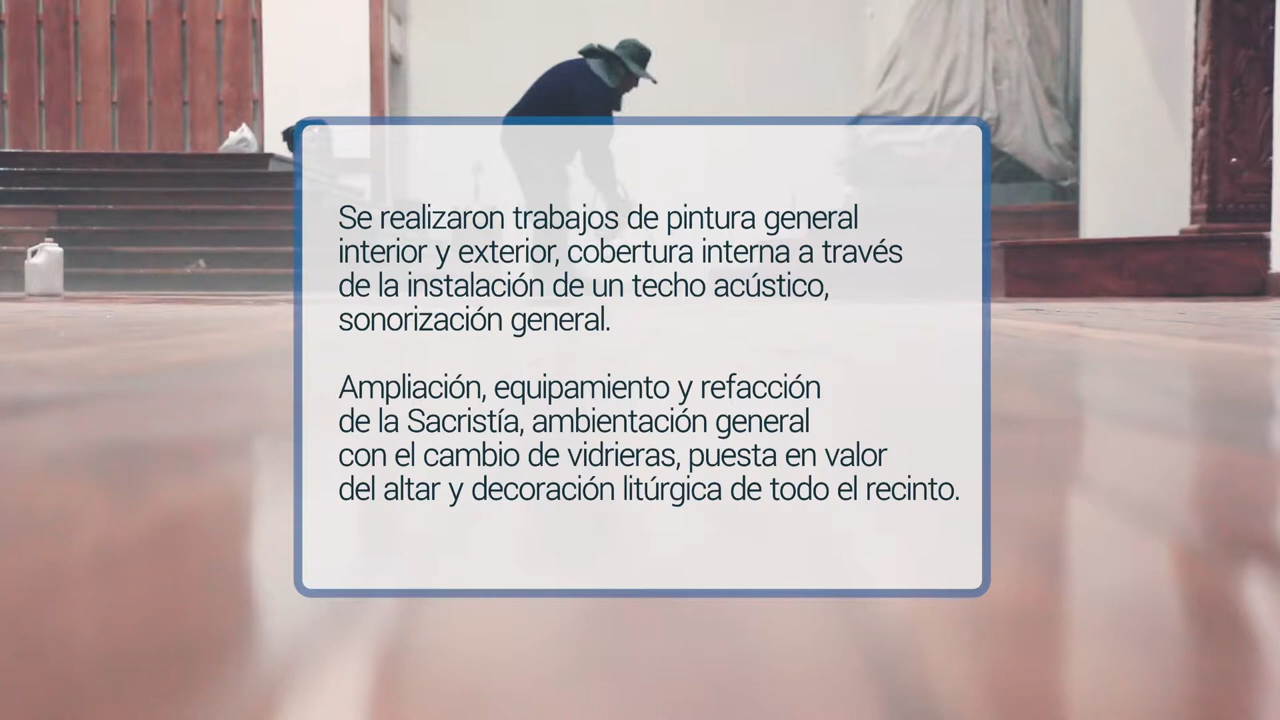 Se realizaron trabajos de pintura general
interior y exterior, cobertura interna a través
de la instalación de un techo acústico,
sonorización general.
Ampliación, equipamiento y refacción
de la Sacristía, ambientación general
con el cambio de vidrieras, puesta en valor
del altar y decoración litúrgica de todo el recinto.